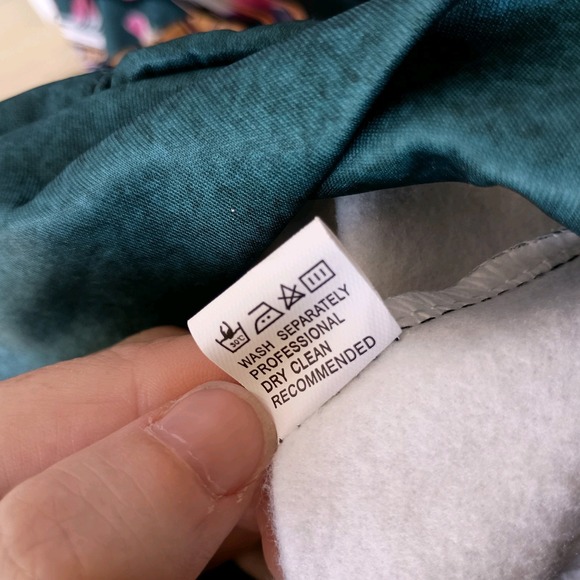 30°C
WASH SEPARATELY
PROFESSIONAL
DRY CLEAN
RECOMMENDED